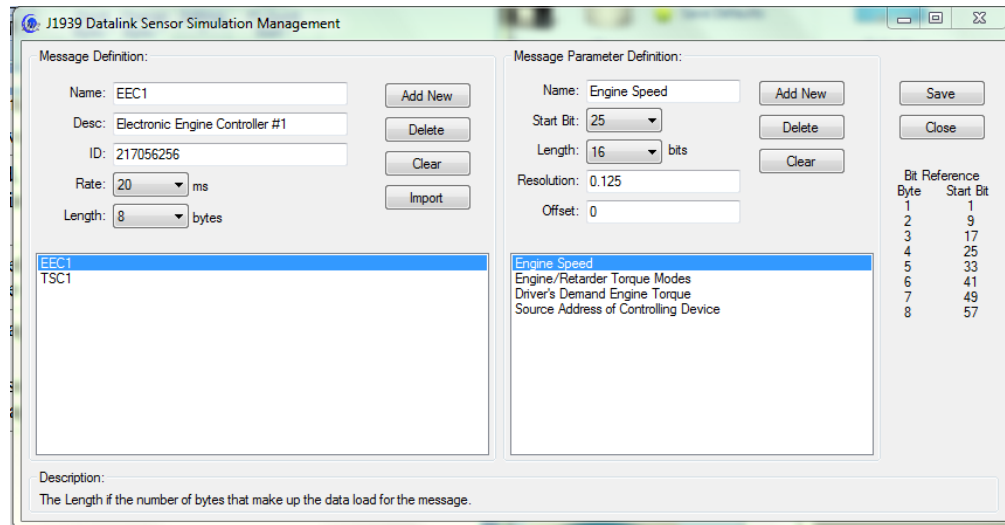 J1939 Datalink Sensor Simulation Management
Message Definition:
Name: EEC1
Add New
Desc: Electronic Engine Controller #1
Delete
ID: 217056256
Clear
Rate: 20 ms
Import
Length: 8 bytes
EEC1
TSC1
Message Parameter Definition:
Name: Engine Speed
Add New
Start Bit: 25
Delete
Length: 16 bits
Clear
Resolution: 0.125
Offset: 0
Engine Speed
Engine/Retarder Torque Modes
Driver's Demand Engine Torque
Source Address of Controlling Device
Save
Close
Bit Reference
Byte Start Bit
1 1
2 9
3 17
4 25
5 33
6 41
7 49
8 57
Description:
The Length if the number of bytes that make up the data load for the message.